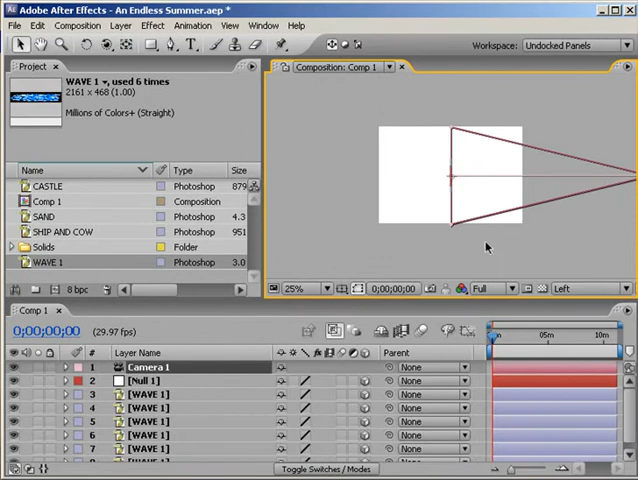 Adobe After Effects - An Endless Summer.aep *
File Edit Composition Layer Effect Animation View Window Help
Workspace: Undocked Panels
Project ×
WAVE 1, used 6 times
2161 x 468 (1.00)
Millions of Colors+ (Straight)
Name Type Size
CASTLE Photoshop 879
Comp 1 Composition
SAND Photoshop 4.3
SHIP AND COW Photoshop 951
Solids Folder
WAVE 1 Photoshop 3.0
8 bpc
Composition: Comp 1 ×
25% 0;00;00;00 Full Left
Comp 1 ×
0;00;00;00 (29.97 fps)
# Layer Name Parent
05m 10m
1 Camera 1 None
2 [Null 1] None
3 [WAVE 1] None
4 [WAVE 1] None
5 [WAVE 1] None
6 [WAVE 1] None
7 [WAVE 1] None
Toggle Switches / Modes